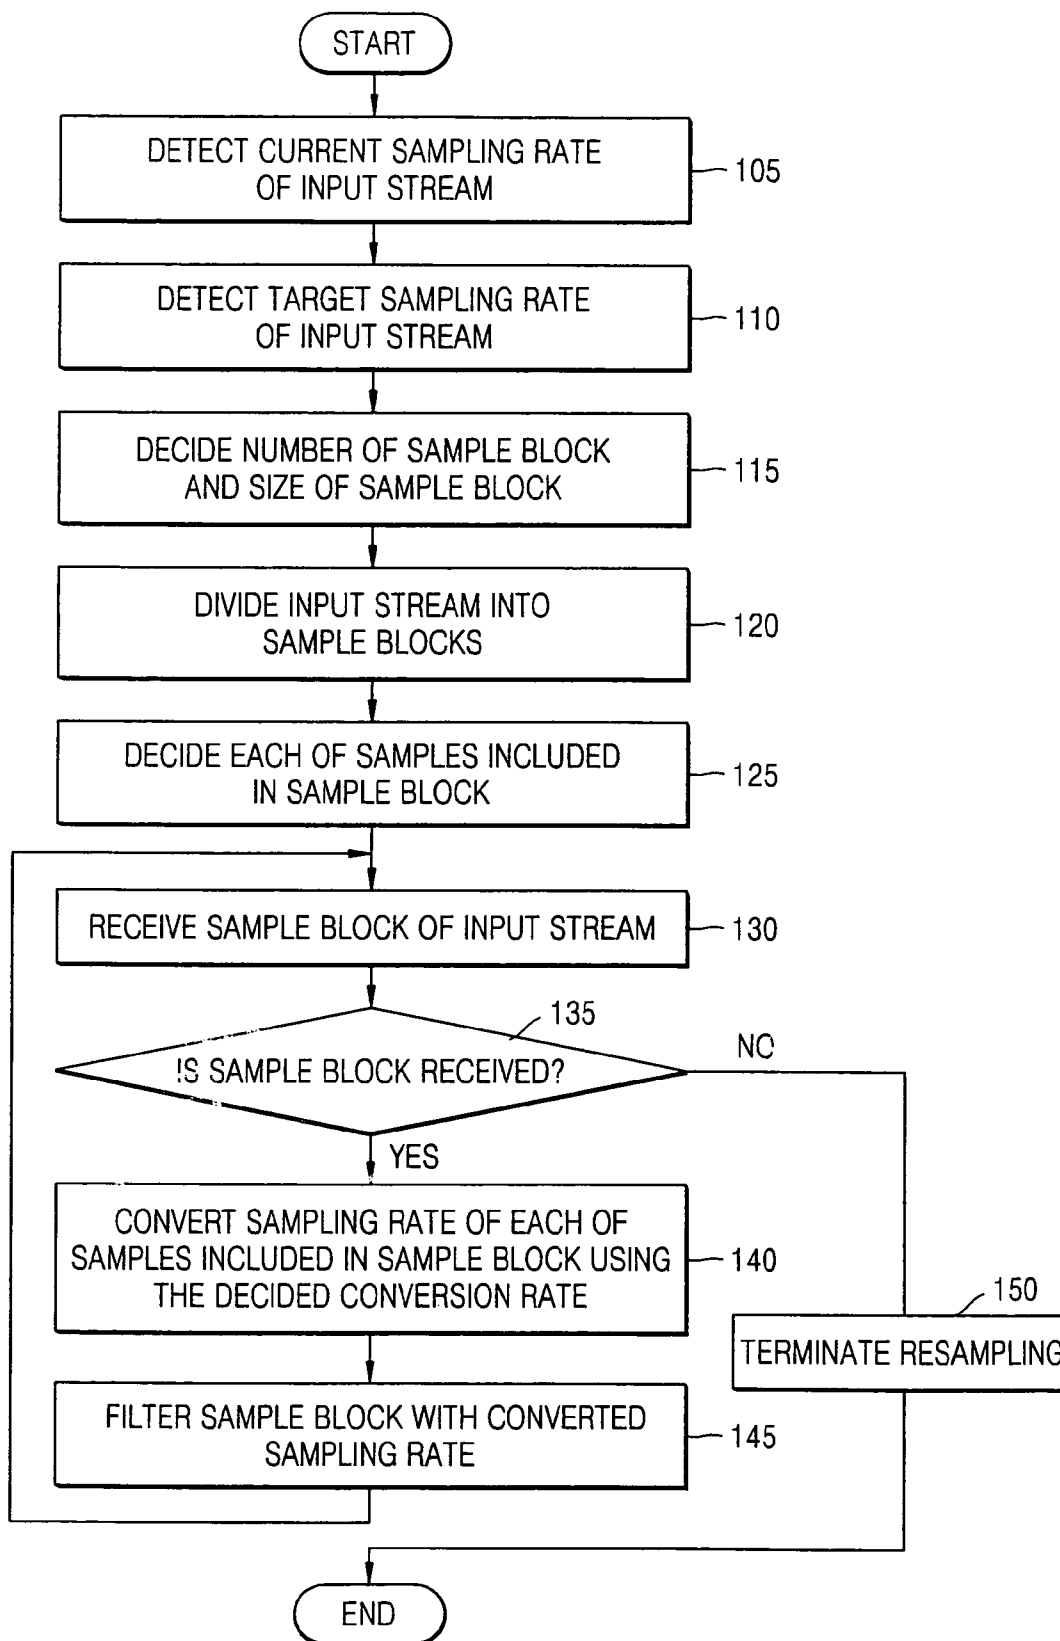 START
DETECT CURRENT SAMPLING RATE
OF INPUT STREAM
105
DETECT TARGET SAMPLING RATE
OF INPUT STREAM
110
DECIDE NUMBER OF SAMPLE BLOCK
AND SIZE OF SAMPLE BLOCK
115
DIVIDE INPUT STREAM INTO
SAMPLE BLOCKS
120
DECIDE EACH OF SAMPLES INCLUDED
IN SAMPLE BLOCK
125
RECEIVE SAMPLE BLOCK OF INPUT STREAM
130
135
IS SAMPLE BLOCK RECEIVED?
NO
YES
CONVERT SAMPLING RATE OF EACH OF
SAMPLES INCLUDED IN SAMPLE BLOCK USING
THE DECIDED CONVERSION RATE
140
150
TERMINATE RESAMPLING
FILTER SAMPLE BLOCK WITH CONVERTED
SAMPLING RATE
145
END